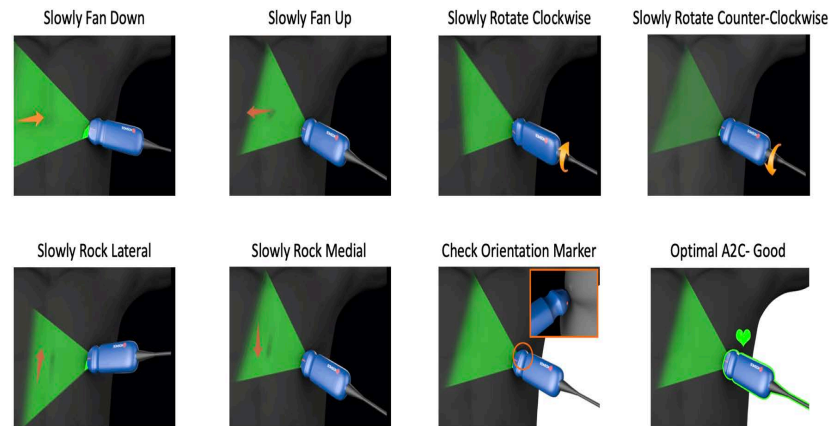 Slowly Fan Down
Slowly Fan Up
Slowly Rotate Clockwise
Slowly Rotate Counter-Clockwise
Slowly Rock Lateral
Slowly Rock Medial
Check Orientation Marker
Optimal A2C- Good